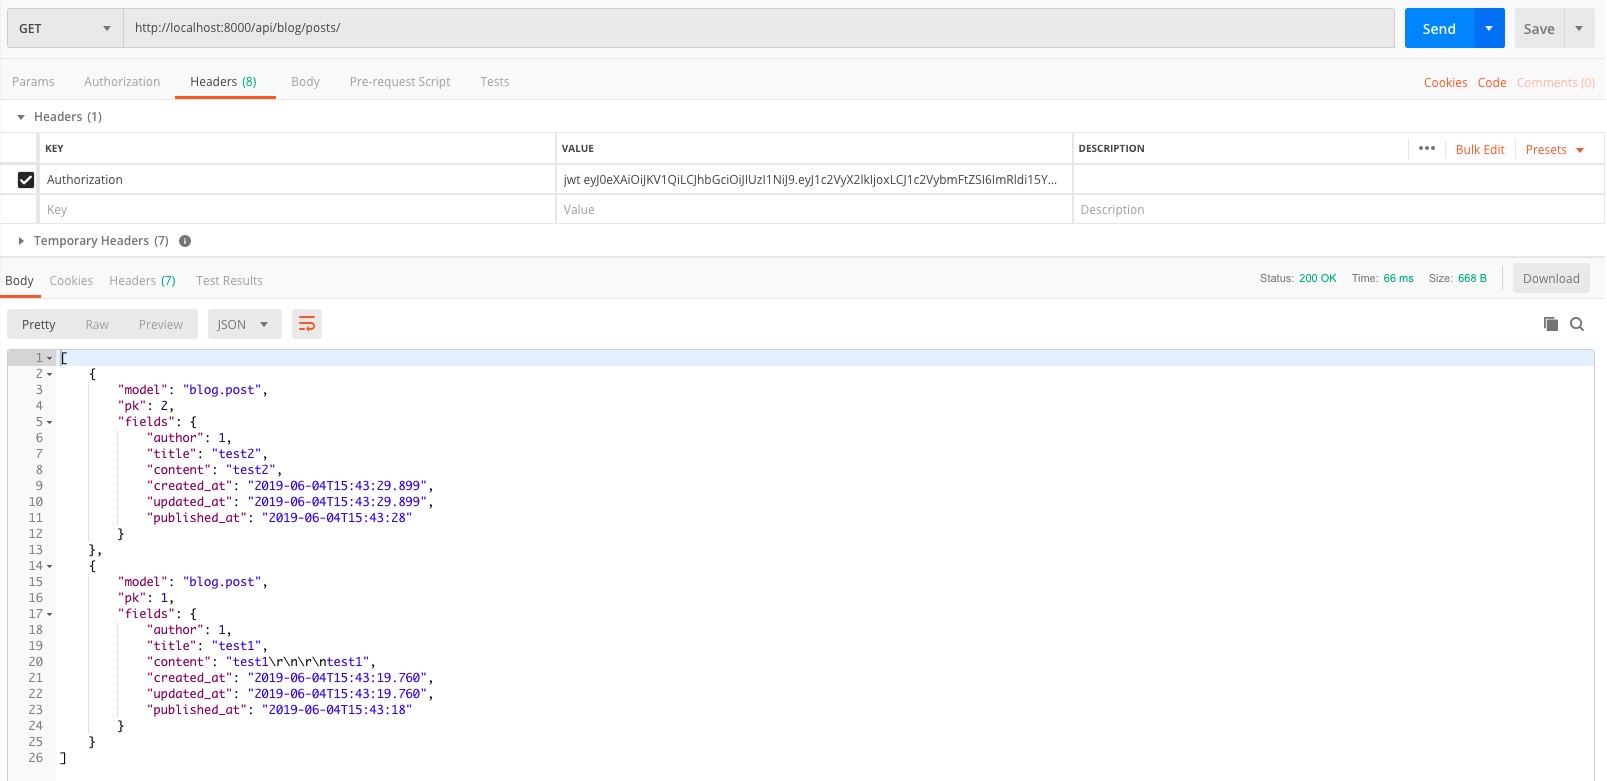 GET http://localhost:8000/api/blog/posts/ Send Save
Params Authorization Headers (8) Body Pre-request Script Tests Cookies Code Comments (0)
Headers (1)
KEY VALUE DESCRIPTION ••• Bulk Edit Presets
Authorization jwt eyJ0eXAiOiJKV1QiLCJhbGciOiJIUzI1NiJ9.eyJ1c2VyX2lkIjoxLCJ1c2VybmFtZSI6ImRldi15Y...
Key Value Description
Temporary Headers (7)
Body Cookies Headers (7) Test Results Status: 200 OK Time: 66 ms Size: 668 B Download
Pretty Raw Preview JSON
1 [
2 {
3 "model": "blog.post",
4 "pk": 2,
5 "fields": {
6 "author": 1,
7 "title": "test2",
8 "content": "test2",
9 "created_at": "2019-06-04T15:43:29.899",
10 "updated_at": "2019-06-04T15:43:29.899",
11 "published_at": "2019-06-04T15:43:28"
12 }
13 },
14 {
15 "model": "blog.post",
16 "pk": 1,
17 "fields": {
18 "author": 1,
19 "title": "test1",
20 "content": "test1\r\n\r\ntest1",
21 "created_at": "2019-06-04T15:43:19.760",
22 "updated_at": "2019-06-04T15:43:19.760",
23 "published_at": "2019-06-04T15:43:18"
24 }
25 }
26 ]